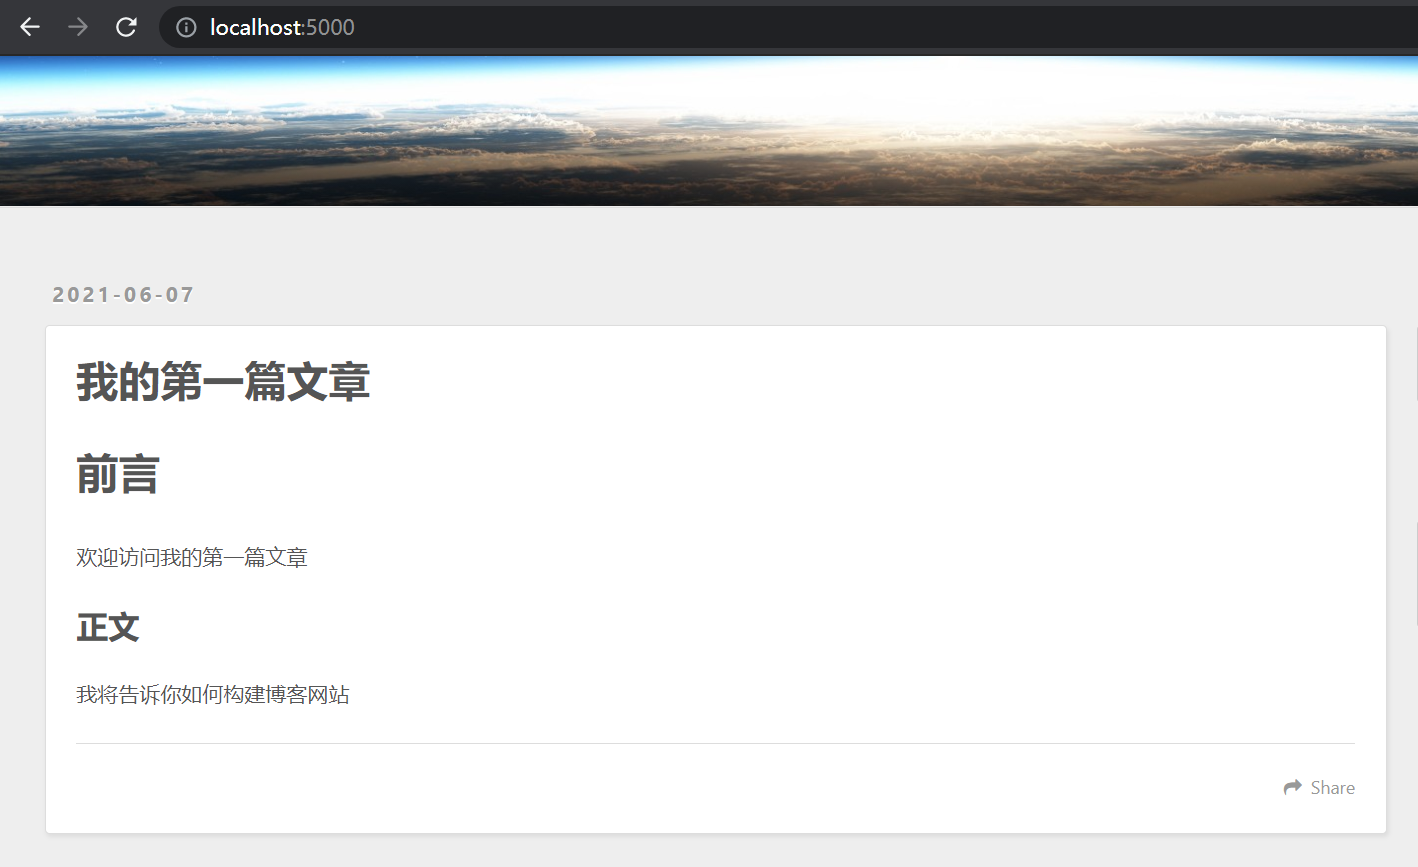 localhost:5000
2021-06-07
我的第一篇文章
前言
欢迎访问我的第一篇文章
正文
我将告诉你如何构建博客网站
Share